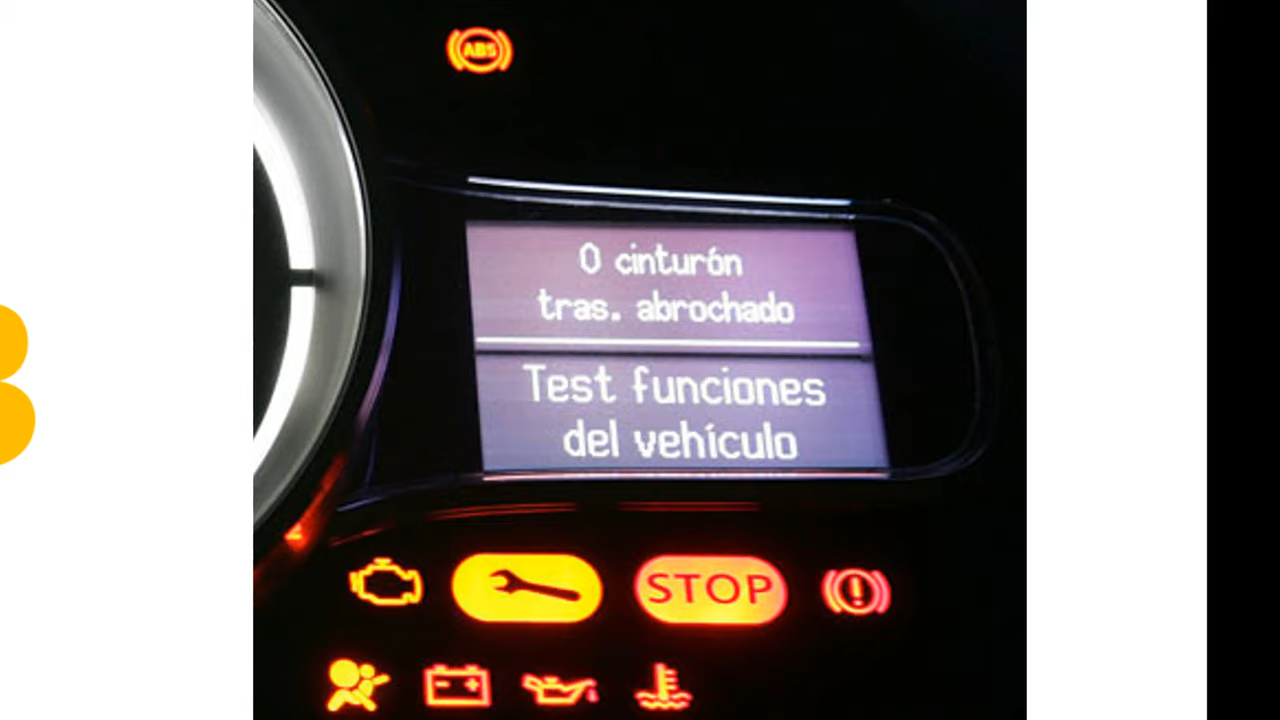 ABS
0 cinturón
tras. abrochado
Test funciones
del vehículo
STOP